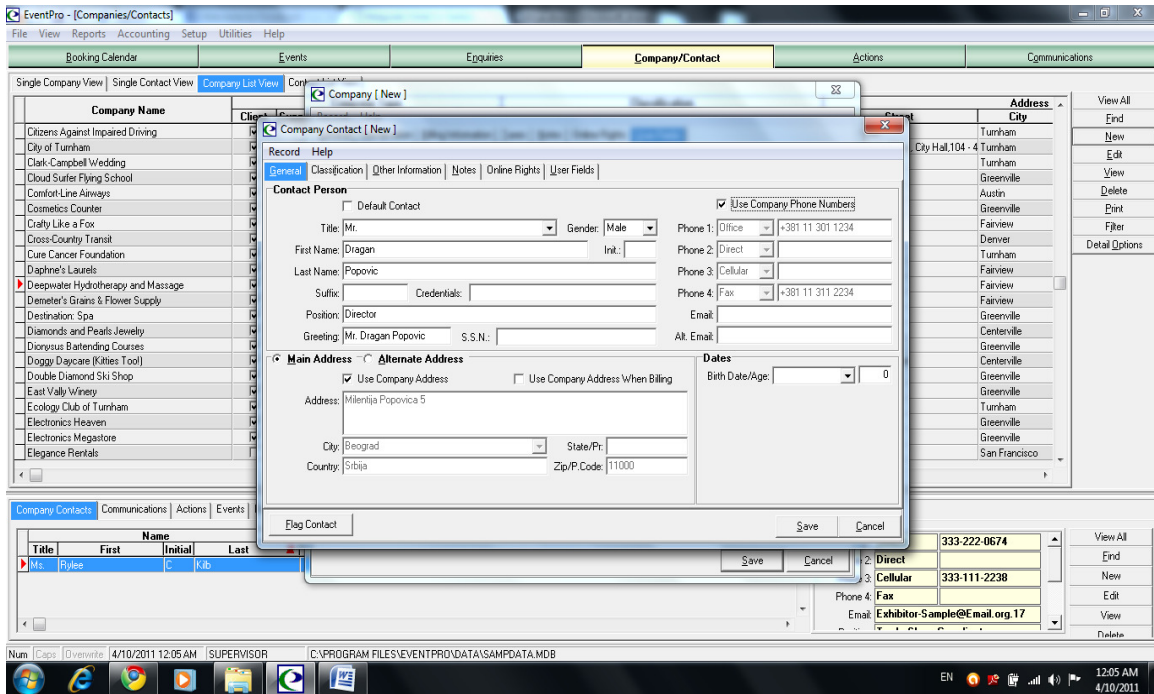 EventPro - [Companies/Contacts]
File View Reports Accounting Setup Utilities Help
Booking Calendar Events Enquiries Company/Contact Actions Communications
Single Company View Single Contact View Company List View
Company [ New ]
Company Name
Address
City
Citizens Against Impaired Driving Turnham
City of Turnham , City Hall,104 - 4 Turnham
Clark-Campbell Wedding Turnham
Cloud Surfer Flying School Greenville
Comfort-Line Airways Austin
Cosmetics Counter Greenville
Crafty Like a Fox Fairview
Cross-Country Transit Denver
Cure Cancer Foundation Turnham
Daphne's Laurels Fairview
Deepwater Hydrotherapy and Massage Fairview
Demeter's Grains & Flower Supply Fairview
Destination: Spa Greenville
Diamonds and Pearls Jewelry Centerville
Dionysus Bartending Courses Greenville
Doggy Daycare (Kitties Too!) Centerville
Double Diamond Ski Shop Greenville
East Vally Winery Greenville
Ecology Club of Turnham Turnham
Electronics Heaven Greenville
Electronics Megastore Greenville
Elegance Rentals San Francisco
View All
Find
New
Edit
View
Delete
Print
Filter
Detail Options
Company Contact [ New ]
Record Help
General Classification Other Information Notes Online Rights User Fields
Contact Person
Default Contact
Use Company Phone Numbers
Title: Mr. Gender: Male
First Name: Dragan Init.:
Last Name: Popovic
Suffix: Credentials:
Position: Director
Greeting: Mr. Dragan Popovic S.S.N.:
Phone 1: Office +381 11 301 1234
Phone 2: Direct
Phone 3: Cellular
Phone 4: Fax +381 11 311 2234
Email:
Alt. Email:
Main Address Alternate Address
Use Company Address Use Company Address When Billing
Address: Milentija Popovica 5
City: Beograd State/Pr:
Country: Srbija Zip/P.Code: 11000
Dates
Birth Date/Age: 0
Flag Contact Save Cancel
Save Cancel
Company Contacts Communications Actions Events
Name
Title First Initial Last
Ms. Rylee C Kilb
333-222-0674
2: Direct
3: Cellular 333-111-2238
Phone 4: Fax
Email: Exhibitor-Sample@Email.org.17
View All
Find
New
Edit
View
Delete
Num Caps Overwrite 4/10/2011 12:05 AM SUPERVISOR C:\PROGRAM FILES\EVENTPRO\DATA\SAMPDATA.MDB
EN 12:05 AM
4/10/2011